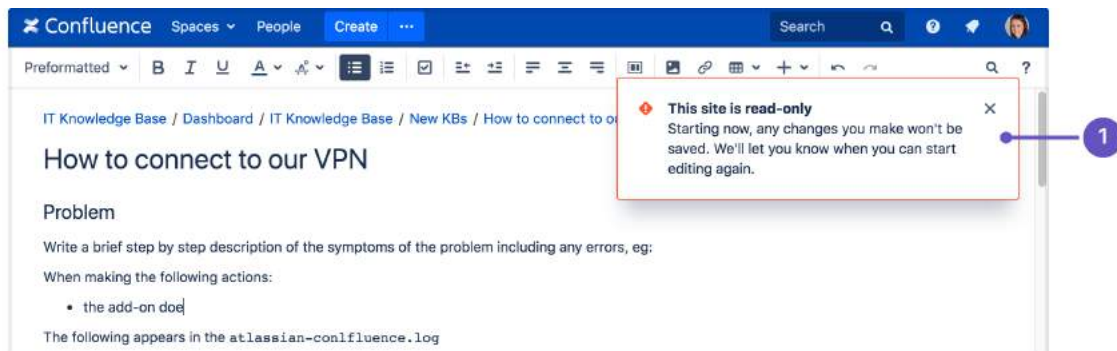 Confluence Spaces People Create ... Search ?
Preformatted B I U A ?
IT Knowledge Base / Dashboard / IT Knowledge Base / New KBs / How to connect to
This site is read-only
Starting now, any changes you make won't be
saved. We'll let you know when you can start
editing again.
1
How to connect to our VPN
Problem
Write a brief step by step description of the symptoms of the problem including any errors, eg:
When making the following actions:
• the add-on doe
The following appears in the atlassian-conlfluence.log